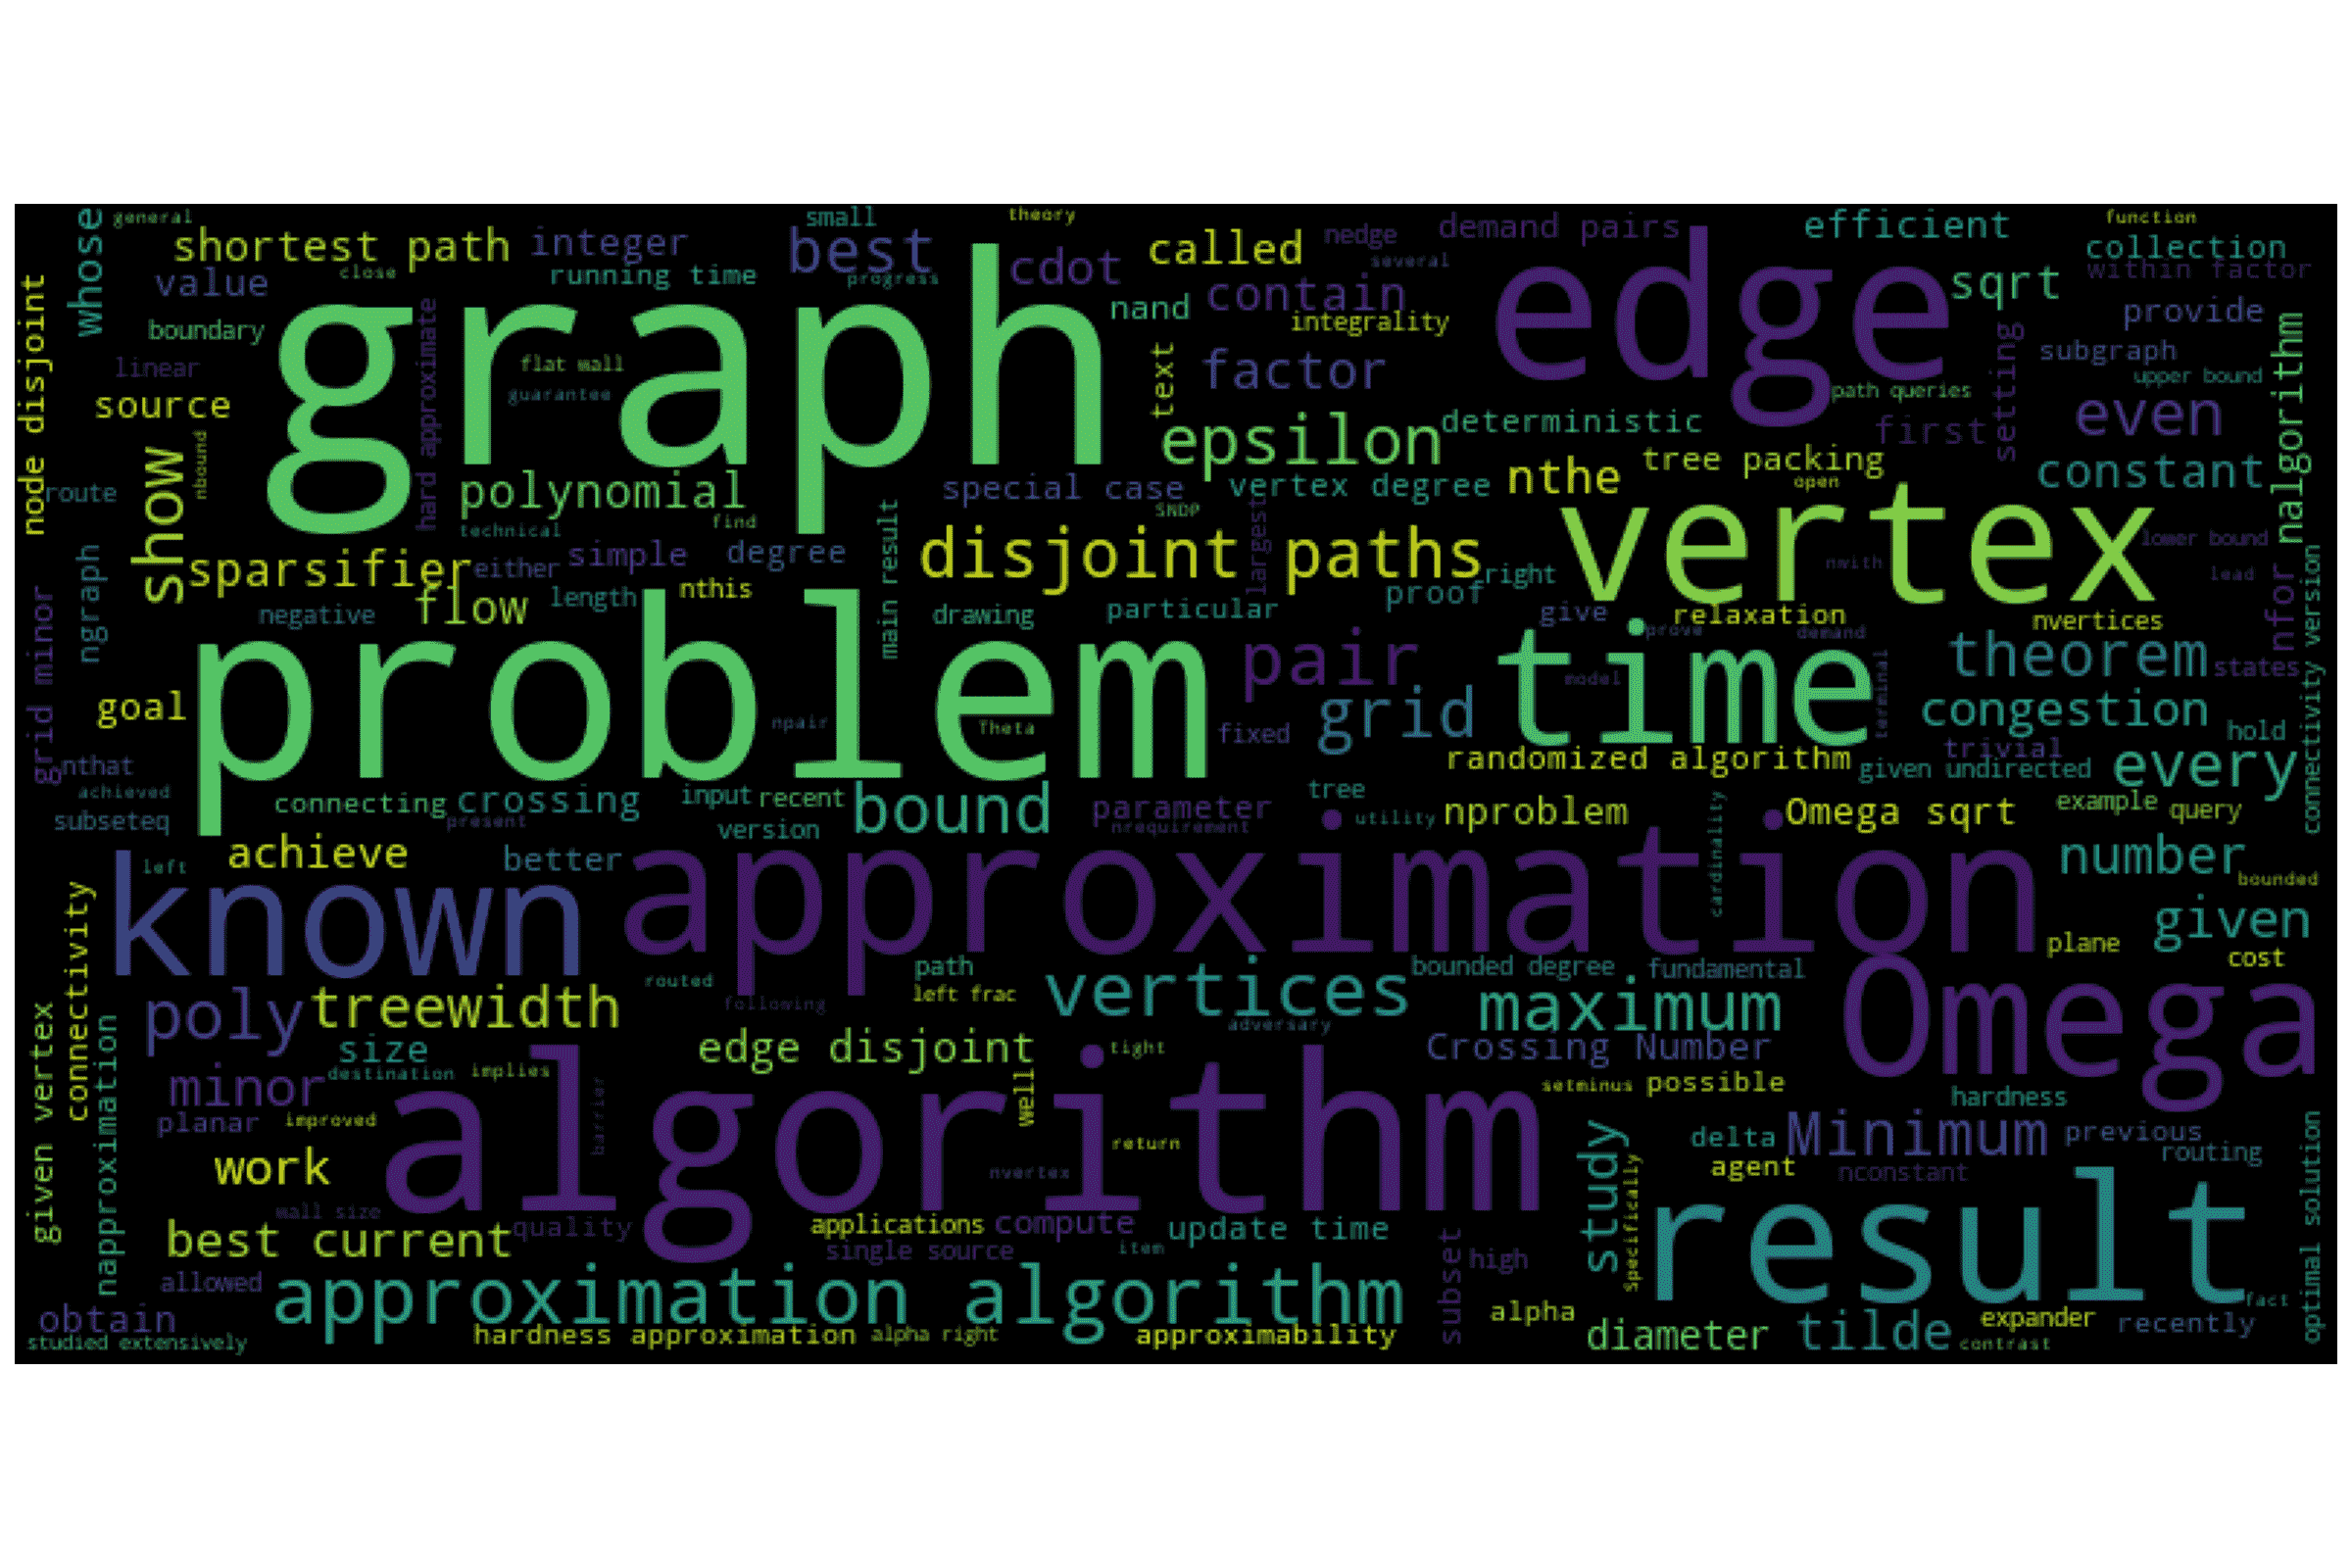 general
small
theory
function
whose
shortest path
integer
best
called
nedge
demand pairs
efficient
collection
value
close
running time
progress
cdot
several
edge
sqrt
within factor
graph
boundary
contain
nand
integrality
provide
linear
flat wall
text
factor
setting
subgraph
upper bound
node disjoint
source
hard approximate
guarantee
epsilon
deterministic
path queries
first
even
nalgorithm
show
nbound
route
polynomial
special case
vertex degree
nthe
tree packing
open
constant
technical
find
SNDP
largest
vertex
lower bound
sparsifier
either
simple
degree
main result
disjoint paths
right
nwith
lead
ngraph
negative
flow
length
nthis
drawing
particular
proof
give
relaxation
nvertices
nfor
grid minor
problem
pair
time
prove
demand
theorem
states
connectivity version
goal
npair
Theta
fixed
grid
model
terminal
congestion
hold
nthat
randomized algorithm
trivial
given undirected
every
achieved
connecting
crossing
input
recent
bound
parameter
tree
utility
nproblem
cardinality
Omega sqrt
example
query
subseteq
present
version
nrequirement
achieve
better
left
known
approximation
number
bounded
connectivity
given
plane
cost
path
routed
left frac
following
vertices
bounded degree
fundamental
poly
treewidth
adversary
maximum
Omega
given vertex
napproximation
size
edge disjoint
tight
Crossing Number
minor
destination
implies
algorithm
well
setminus
possible
hardness
planar
improved
barrier
return
study
delta
Minimum
previous
routing
work
nvertex
agent
nconstant
optimal solution
specifically
result
wall size
best current
quality
applications
compute
update time
single source
item
subset
high
allowed
approximation algorithm
alpha
fact
obtain
hardness approximation
alpha right
approximability
diameter
tilde
expander
recently
studied extensively
contrast